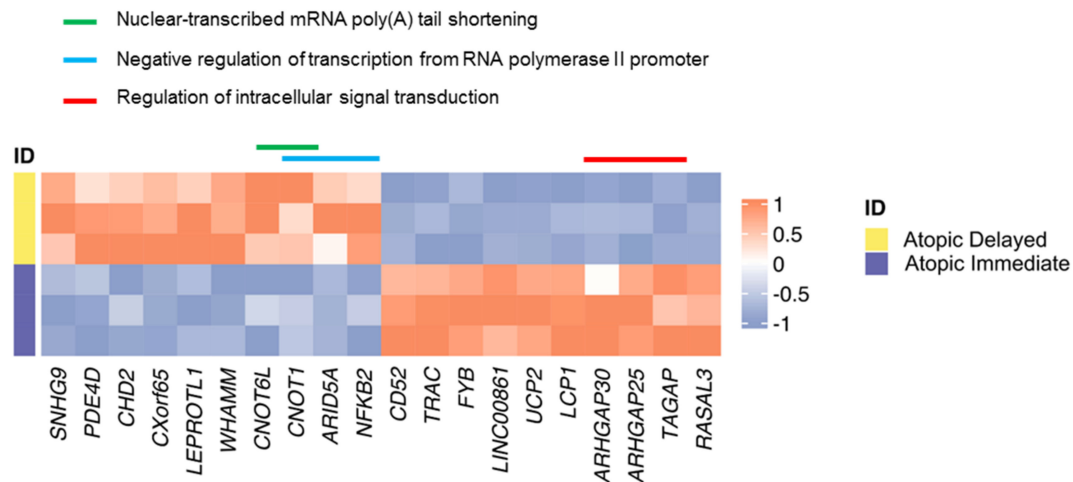 Nuclear-transcribed mRNA poly(A) tail shortening
Negative regulation of transcription from RNA polymerase II promoter
Regulation of intracellular signal transduction
ID
1
0.5
0
-0.5
-1
ID
Atopic Delayed
Atopic Immediate
SNHG9
PDE4D
CHD2
CXorf65
LEPROTL1
WHAMM
CNOT6L
CNOT1
ARID5A
NFKB2
CD52
TRAC
FYB
LINC00861
UCP2
LCP1
ARHGAP30
ARHGAP25
TAGAP
RASAL3